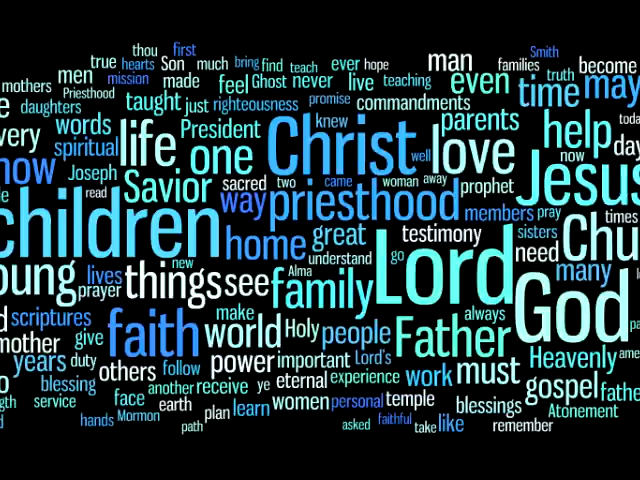 thou first Smith
true hearts Son much bring find teach ever hope man families become
mothers men mission made feel Ghost never live teaching even truth time may
daughters Priesthood taught just righteousness promise commandments
very words President knew parents help
spiritual life one Christ well love now day
Joseph Savior sacred two came woman away prophet Jesus
children read way priesthood members pray times
home great testimony sisters
understand go need
lives new things see Alma family Lord God many
prayer
scriptures make always
mother give faith world Holy people Father
years duty others follow power important Lord's Heavenly
blessing another receive ye eternal experience work must gospel
service face earth plan learn women personal temple blessings Atonement
hands Mormon path asked faithful take like remember